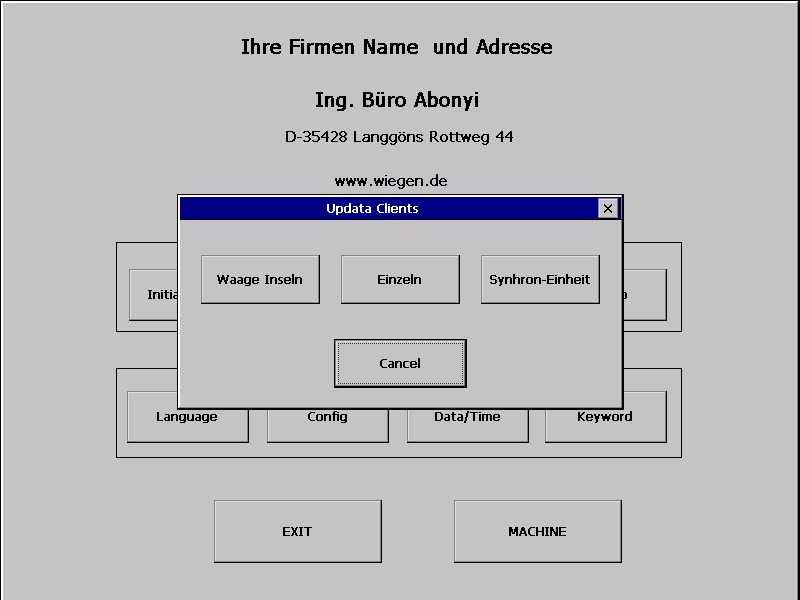 Ihre Firmen Name  und Adresse
Ing. Büro Abonyi
D-35428 Langgöns Rottweg 44
www.wiegen.de
Updata Clients
Waage Inseln Einzeln Synhron-Einheit
Cancel
Language Config Data/Time Keyword
EXIT MACHINE